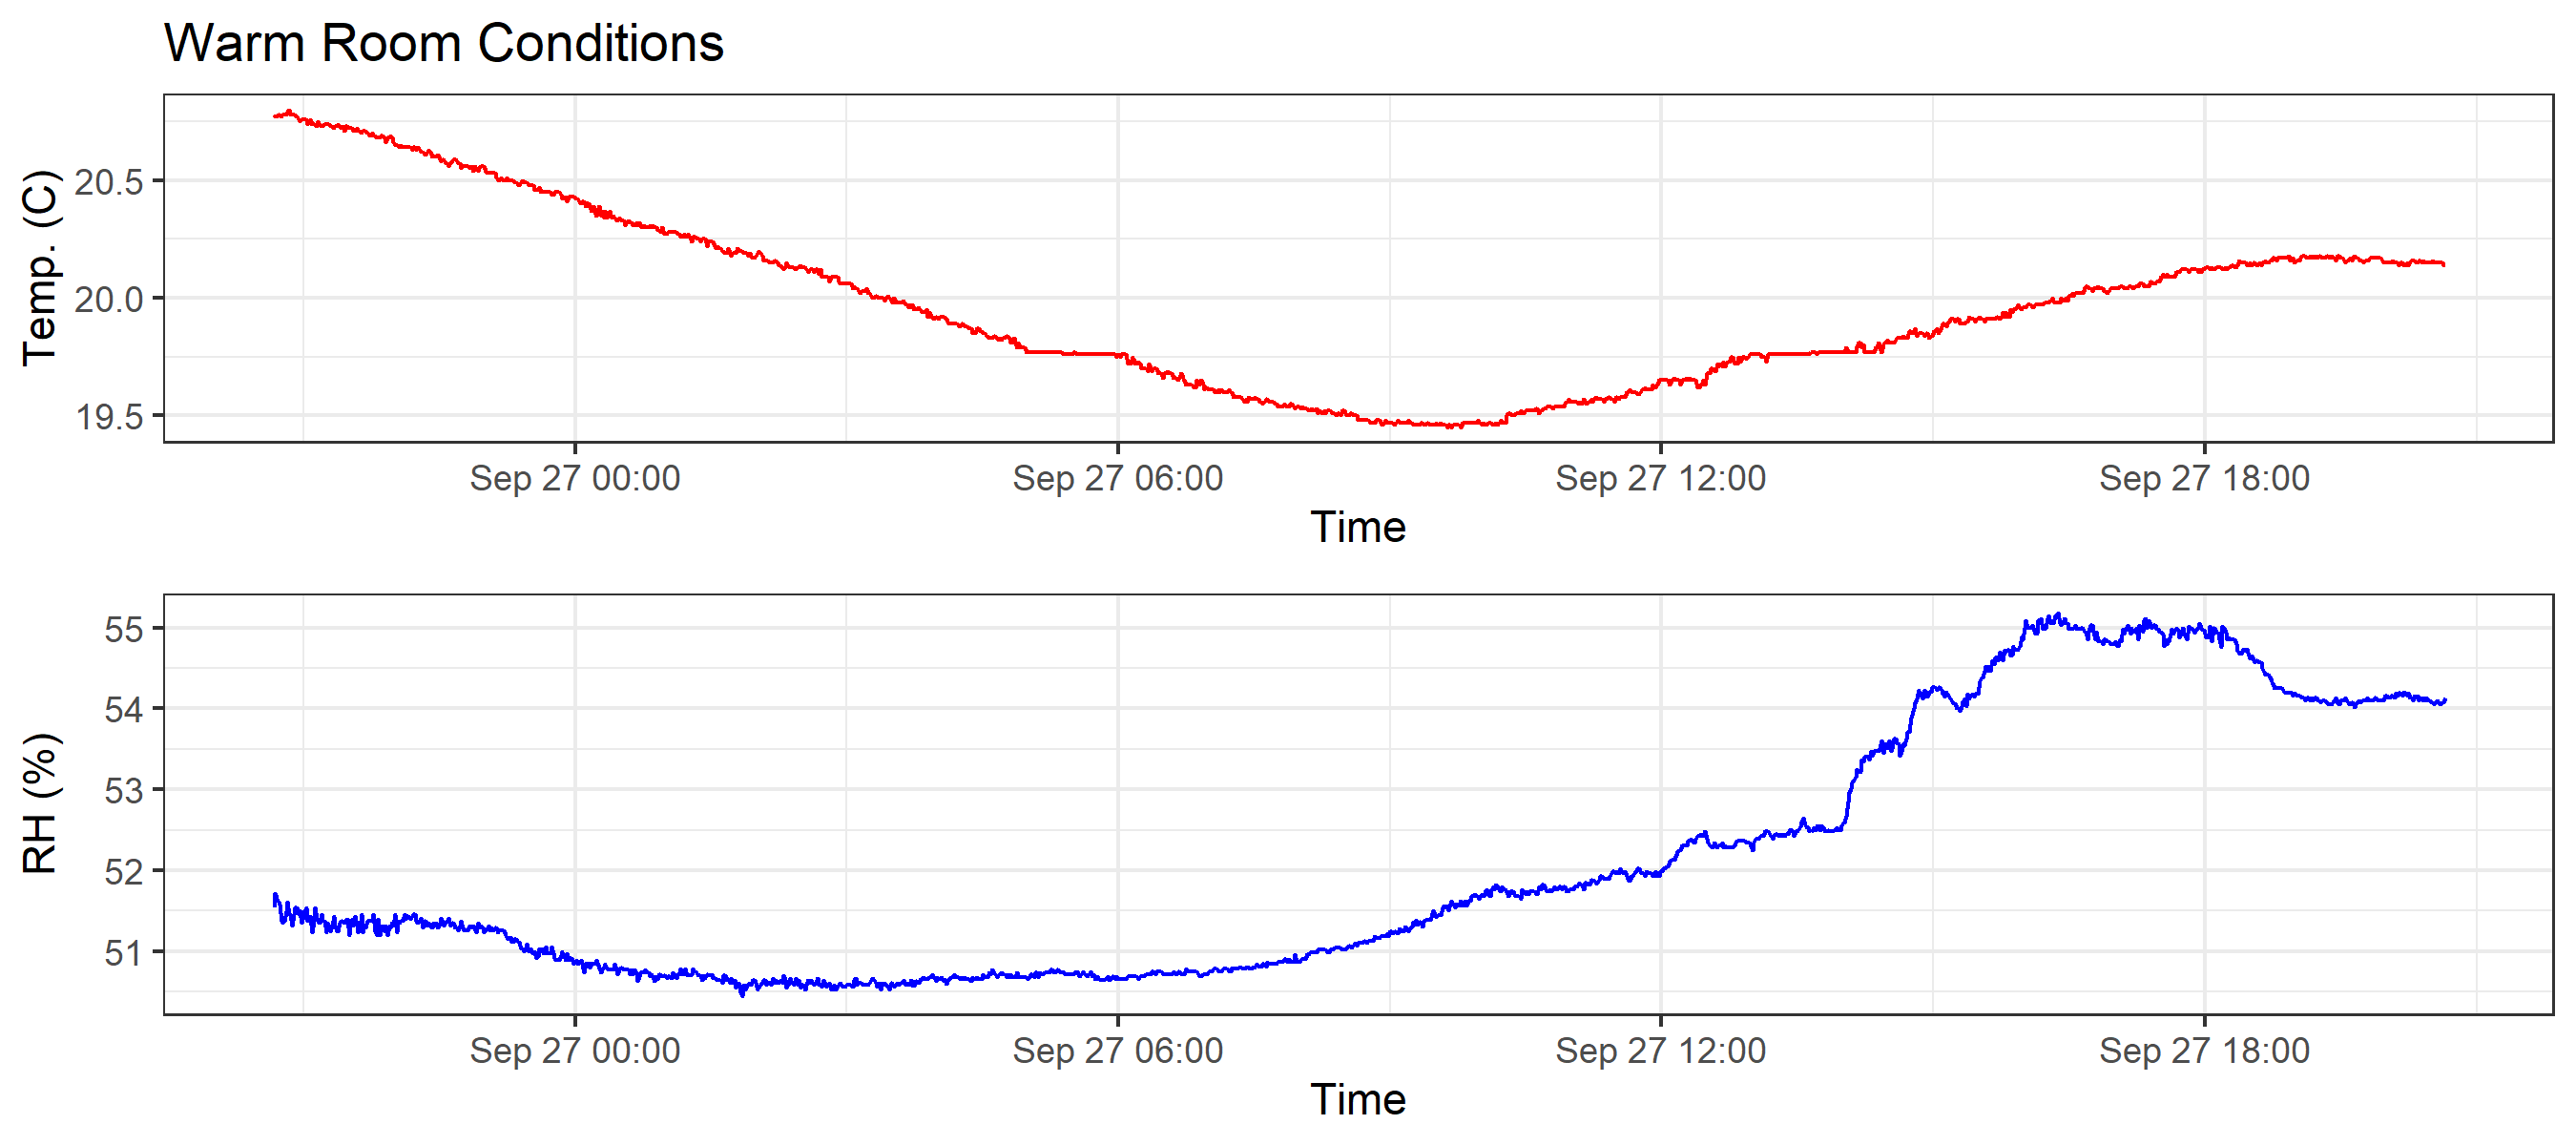 Warm Room Conditions
Temp. (C)
20.5
20.0
19.5
Sep 27 00:00 Sep 27 06:00 Sep 27 12:00 Sep 27 18:00
Time
RH (%)
55
54
53
52
51
Sep 27 00:00 Sep 27 06:00 Sep 27 12:00 Sep 27 18:00
Time